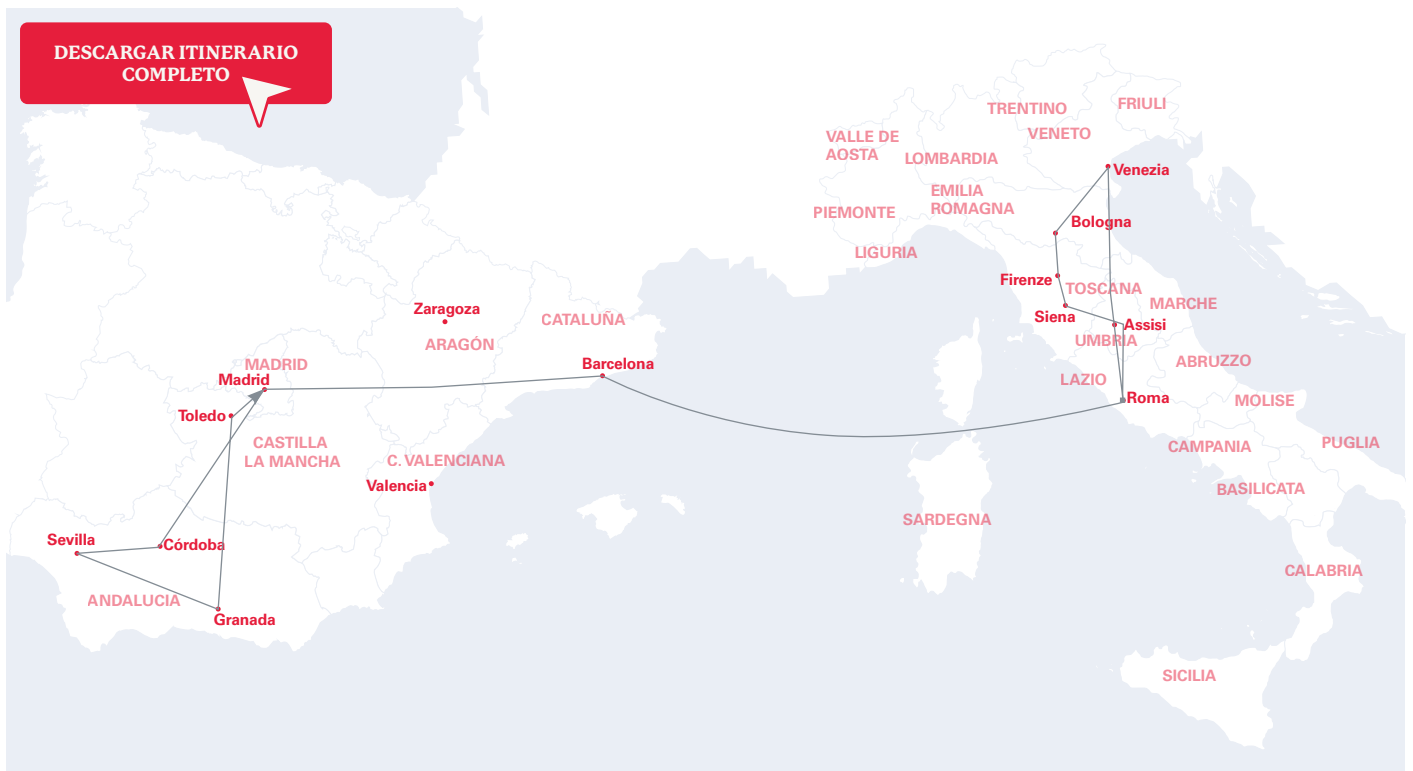 DESCARGAR ITINERARIO
COMPLETO
TRENTINO
FRIULI
VENETO
VALLE DE
AOSTA
LOMBARDIA
Venezia
EMILIA
ROMAGNA
PIEMONTE
Bologna
LIGURIA
Firenze
TOSCANA
MARCHE
Siena
Assisi
UMBRIA
ABRUZZO
LAZIO
Roma
MOLISE
CAMPANIA
PUGLIA
BASILICATA
SARDEGNA
CALABRIA
SICILIA
Zaragoza
CATALUÑA
ARAGÓN
Barcelona
MADRID
Madrid
Toledo
CASTILLA
LA MANCHA
C. VALENCIANA
Valencia
Sevilla
Córdoba
ANDALUCIA
Granada